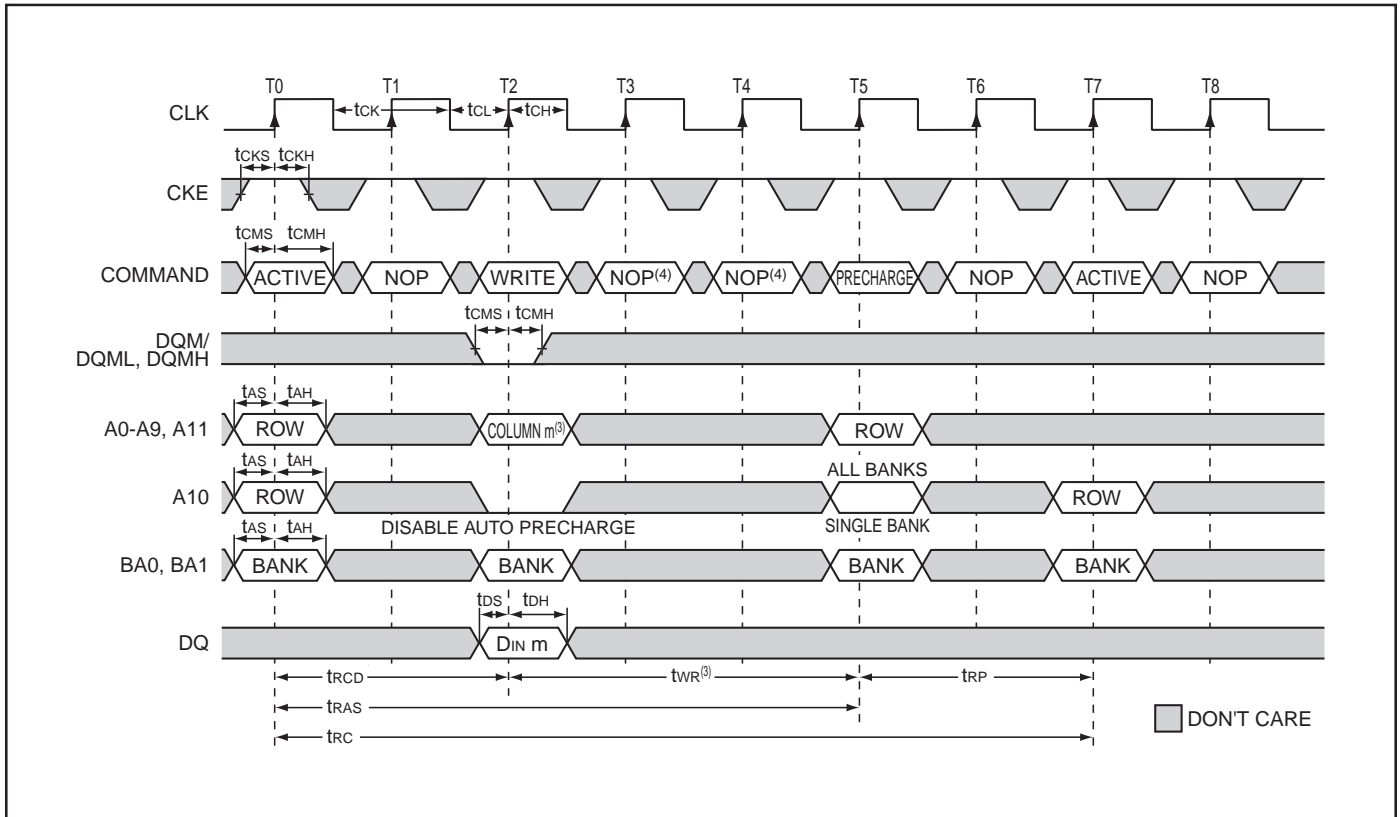 T0 T1 T2 T3 T4 T5 T6 T7 T8
CLK tCK tCL tCH
tCKS tCKH
CKE
tCMS tCMH
COMMAND ACTIVE NOP WRITE NOP(4) NOP(4) PRECHARGE NOP ACTIVE NOP
tCMS tCMH
DQM/
DQML, DQMH
tAS tAH
A0-A9, A11 ROW COLUMN m(3) ROW
tAS tAH ALL BANKS
A10 ROW ROW
DISABLE AUTO PRECHARGE SINGLE BANK
tAS tAH
BA0, BA1 BANK BANK BANK BANK
tDS tDH
DQ DIN m
tRCD tWR(3) tRP
tRAS
DON'T CARE
tRC